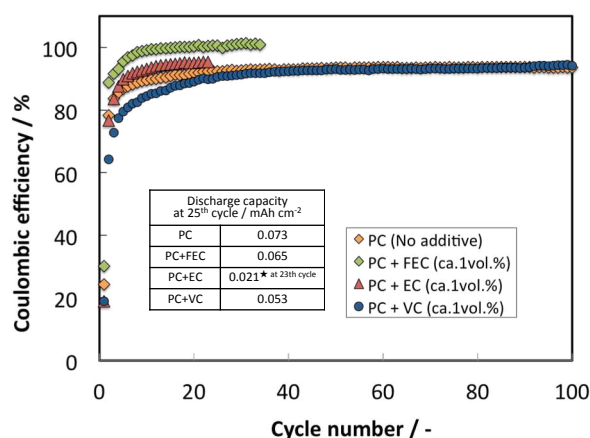 100
80
60
40
20
0
Coulombic efficiency / %
Discharge capacity
at 25th cycle / mAh cm-2
PC 0.073
PC+FEC 0.065
PC+EC 0.021★ at 23th cycle
PC+VC 0.053
PC (No additive)
PC + FEC (ca.1vol.%)
PC + EC (ca.1vol.%)
PC + VC (ca.1vol.%)
0 20 40 60 80 100
Cycle number / -